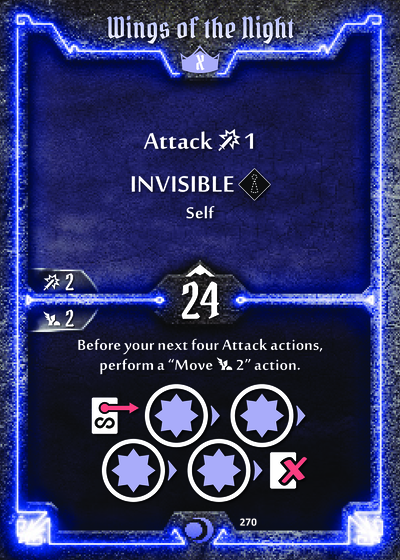 Wings of the Night
X
Attack 1
INVISIBLE
Self
2
24
2
Before your next four Attack actions,
perform a “Move 2” action.
270